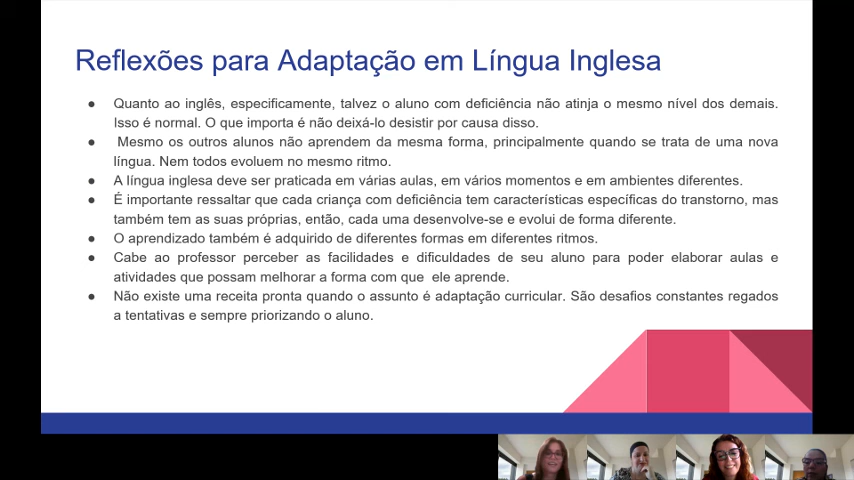 Reflexões para Adaptação em Língua Inglesa
● Quanto ao inglês, especificamente, talvez o aluno com deficiência não atinja o mesmo nível dos demais.
Isso é normal. O que importa é não deixá-lo desistir por causa disso.
● Mesmo os outros alunos não aprendem da mesma forma, principalmente quando se trata de uma nova
língua. Nem todos evoluem no mesmo ritmo.
● A língua inglesa deve ser praticada em várias aulas, em vários momentos e em ambientes diferentes.
● É importante ressaltar que cada criança com deficiência tem características específicas do transtorno, mas
também tem as suas próprias, então, cada uma desenvolve-se e evolui de forma diferente.
● O aprendizado também é adquirido de diferentes formas em diferentes ritmos.
● Cabe ao professor perceber as facilidades e dificuldades de seu aluno para poder elaborar aulas e
atividades que possam melhorar a forma com que ele aprende.
● Não existe uma receita pronta quando o assunto é adaptação curricular. São desafios constantes regados
a tentativas e sempre priorizando o aluno.